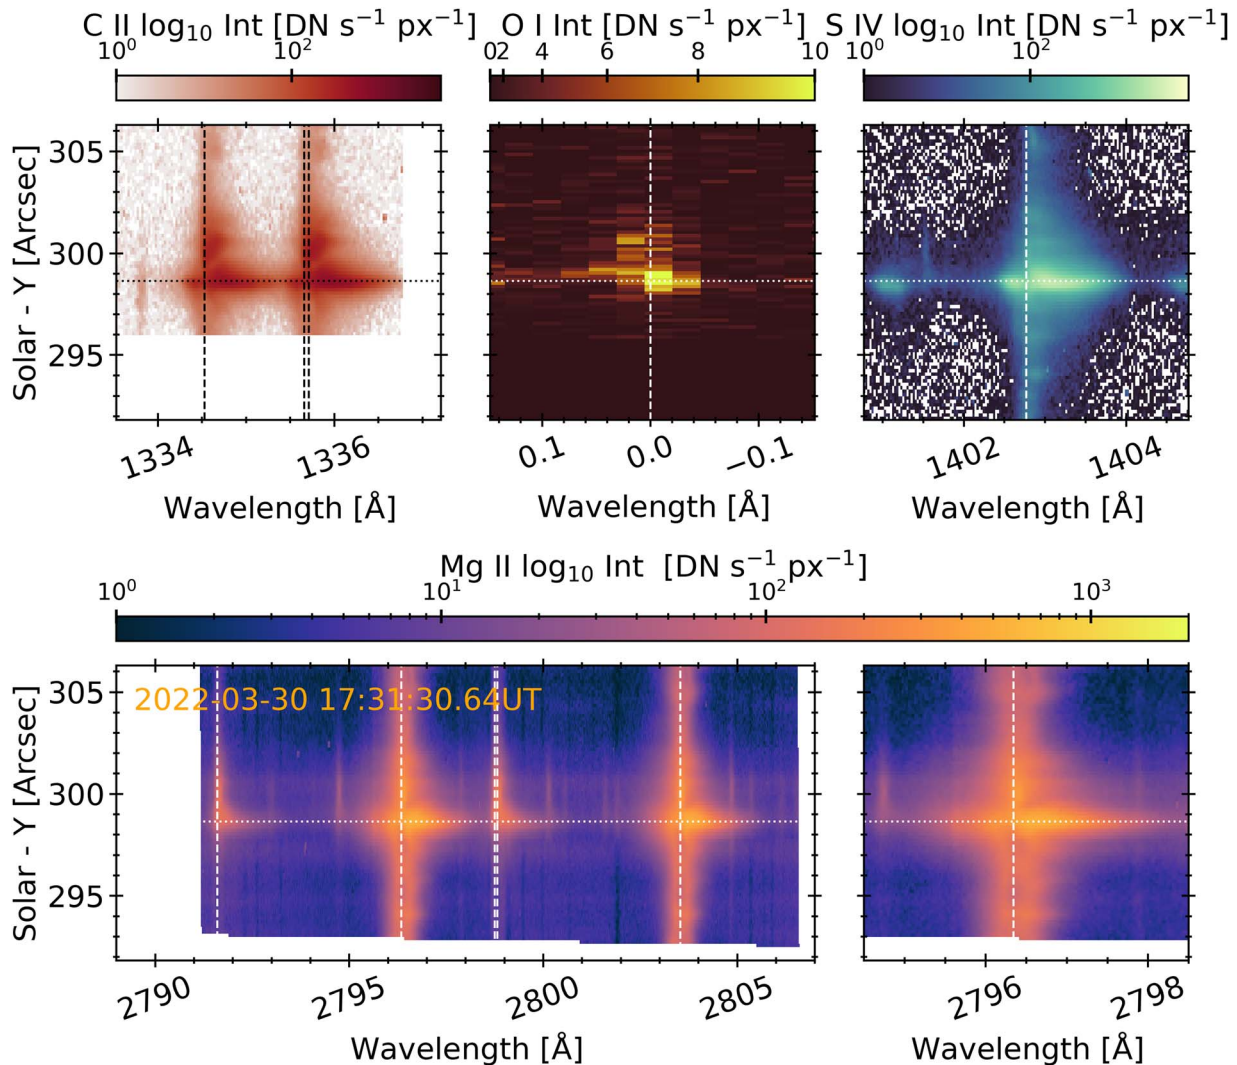 C II log₁₀ Int [DN s⁻¹ px⁻¹] O I Int [DN s⁻¹ px⁻¹] S IV log₁₀ Int [DN s⁻¹ px⁻¹]
10⁰ 10² 0 2 4 6 8 10 10⁰ 10²
305
300
295
Solar - Y [Arcsec]
1334 1336 0.1 0.0 −0.1 1402 1404
Wavelength [Å] Wavelength [Å] Wavelength [Å]
Mg II log₁₀ Int [DN s⁻¹ px⁻¹]
10⁰ 10¹ 10² 10³
2022-03-30 17:31:30.64UT
305
300
295
Solar - Y [Arcsec]
2790 2795 2800 2805 2796 2798
Wavelength [Å] Wavelength [Å]